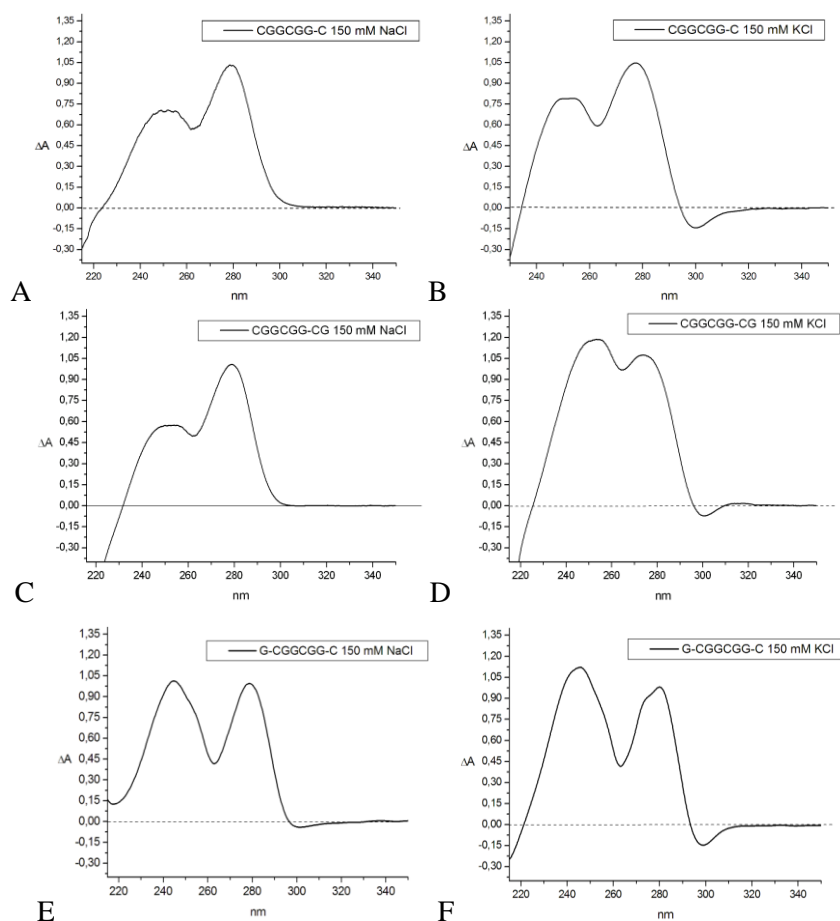 CGGCGG-C 150 mM NaCl
1,35
1,20
1,05
0,90
0,75
0,60
0,45
0,30
0,15
0,00
-0,15
-0,30
ΔA
220 240 260 280 300 320 340
nm
A
CGGCGG-C 150 mM KCl
1,35
1,20
1,05
0,90
0,75
0,60
0,45
0,30
0,15
0,00
-0,15
-0,30
ΔA
240 260 280 300 320 340
nm
B
CGGCGG-CG 150 mM NaCl
1,35
1,20
1,05
0,90
0,75
0,60
0,45
0,30
0,15
0,00
-0,15
-0,30
ΔA
220 240 260 280 300 320 340
nm
C
CGGCGG-CG 150 mM KCl
1,35
1,20
1,05
0,90
0,75
0,60
0,45
0,30
0,15
0,00
-0,15
-0,30
ΔA
220 240 260 280 300 320 340
nm
D
G-CGGCGG-C 150 mM NaCl
1,35
1,20
1,05
0,90
0,75
0,60
0,45
0,30
0,15
0,00
-0,15
-0,30
ΔA
220 240 260 280 300 320 340
nm
E
G-CGGCGG-C 150 mM KCl
1,35
1,20
1,05
0,90
0,75
0,60
0,45
0,30
0,15
0,00
-0,15
-0,30
ΔA
220 240 260 280 300 320 340
nm
F